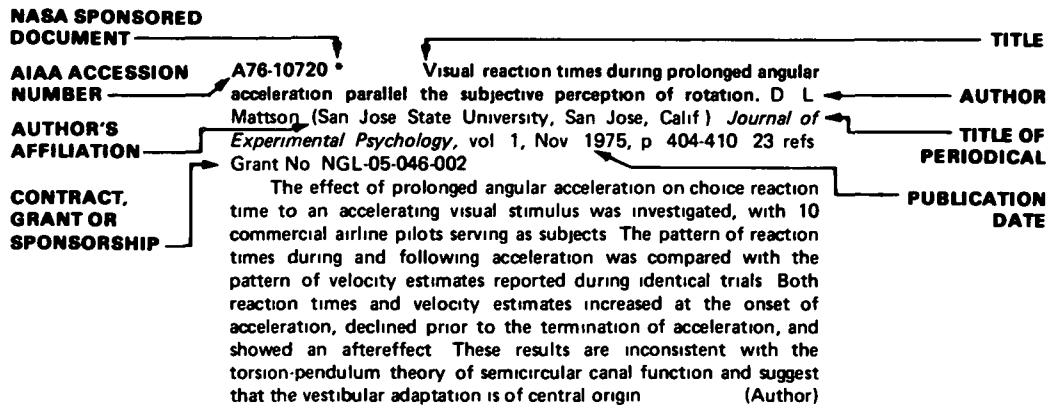 NASA SPONSORED
DOCUMENT
TITLE
AIAA ACCESSION
NUMBER
A76-10720 * Visual reaction times during prolonged angular
acceleration parallel the subjective perception of rotation. D L
AUTHOR
AUTHOR'S
AFFILIATION
Mattson (San Jose State University, San Jose, Calif) Journal of
Experimental Psychology, vol 1, Nov 1975, p 404-410 23 refs
Grant No NGL-05-046-002
TITLE OF
PERIODICAL
CONTRACT,
GRANT OR
SPONSORSHIP
PUBLICATION
DATE
The effect of prolonged angular acceleration on choice reaction
time to an accelerating visual stimulus was investigated, with 10
commercial airline pilots serving as subjects The pattern of reaction
times during and following acceleration was compared with the
pattern of velocity estimates reported during identical trials Both
reaction times and velocity estimates increased at the onset of
acceleration, declined prior to the termination of acceleration, and
showed an aftereffect These results are inconsistent with the
torsion-pendulum theory of semicircular canal function and suggest
that the vestibular adaptation is of central origin (Author)